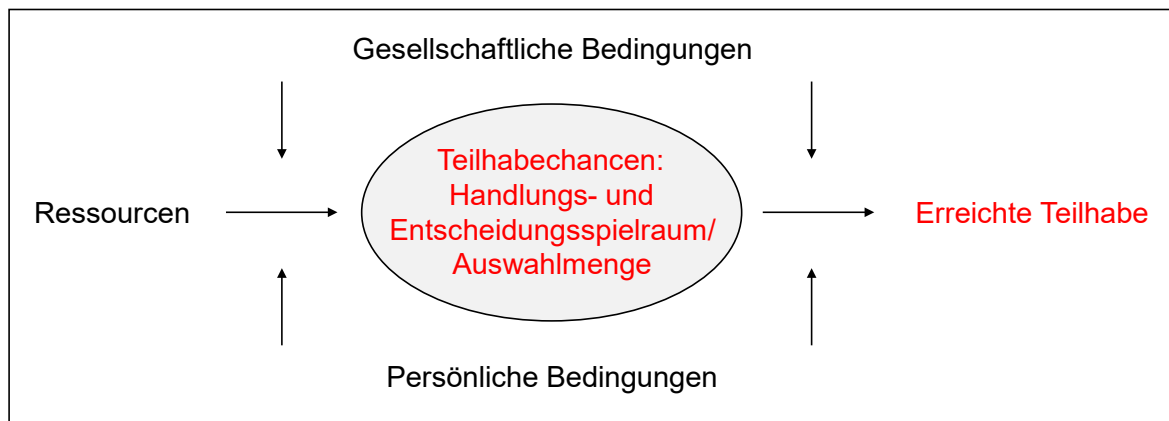 Gesellschaftliche Bedingungen
Ressourcen
Teilhabechancen:
Handlungs- und
Entscheidungsspielraum/
Auswahlmenge
Erreichte Teilhabe
Persönliche Bedingungen